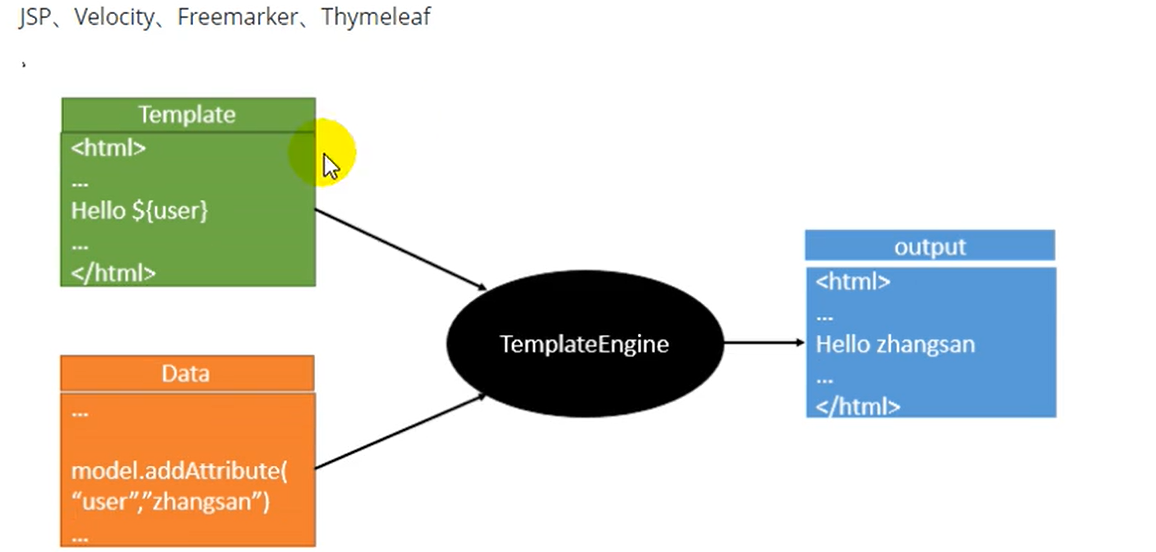 JSP、Velocity、Freemarker、Thymeleaf
、
Template
<html>
...
Hello ${user}
...
</html>
Data
...
model.addAttribute(
“user”,”zhangsan”)
...
TemplateEngine
output
<html>
...
Hello zhangsan
...
</html>